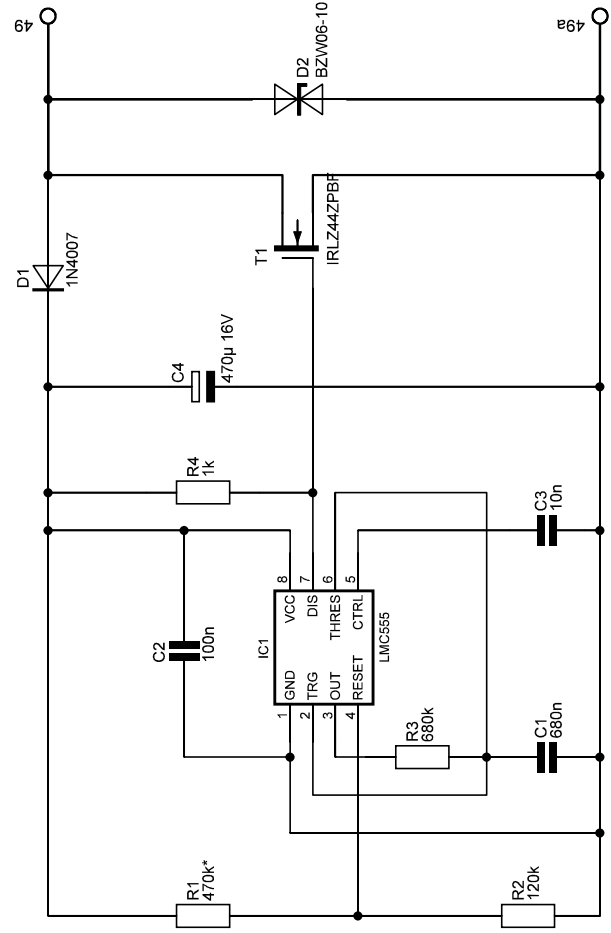 49
49a
D2
BZW06-10
T1
IRLZ44ZPBF
D1
1N4007
C4
470µ 16V
R4
1k
C3
10n
C2
100n
IC1
LMC555
8
7
6
5
VCC
DIS
THRES
CTRL
GND
TRG
OUT
RESET
1
2
3
4
R3
680k
C1
680n
R1
470k*
R2
120k